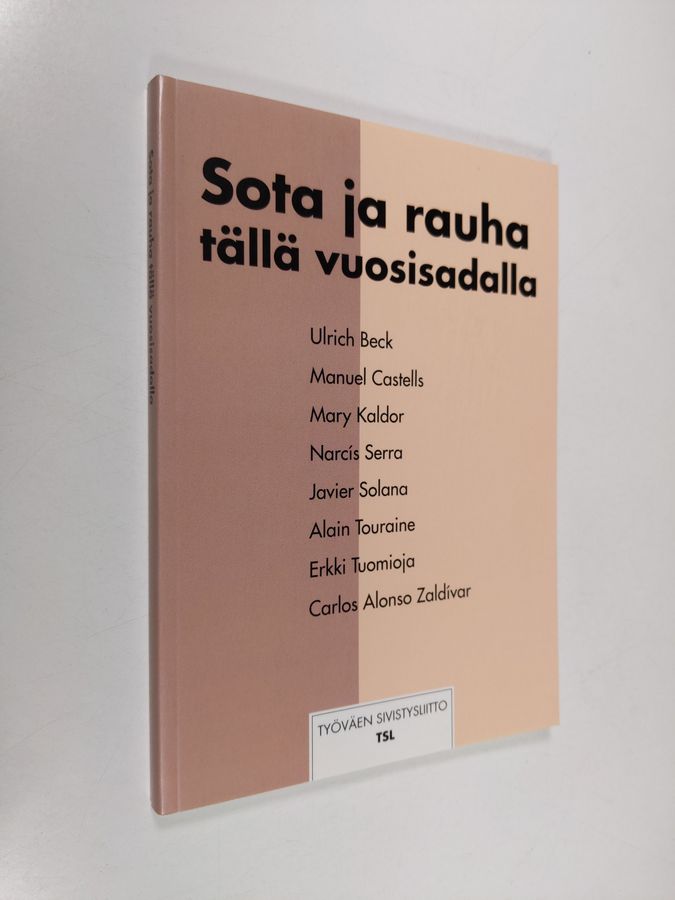 Sota ja rauha tällä vuosisadalla
Sota ja rauha
tällä vuosisadalla
Ulrich Beck
Manuel Castells
Mary Kaldor
Narcís Serra
Javier Solana
Alain Touraine
Erkki Tuomioja
Carlos Alonso Zaldívar
TYÖVÄEN SIVISTYSLIITTO
TSL